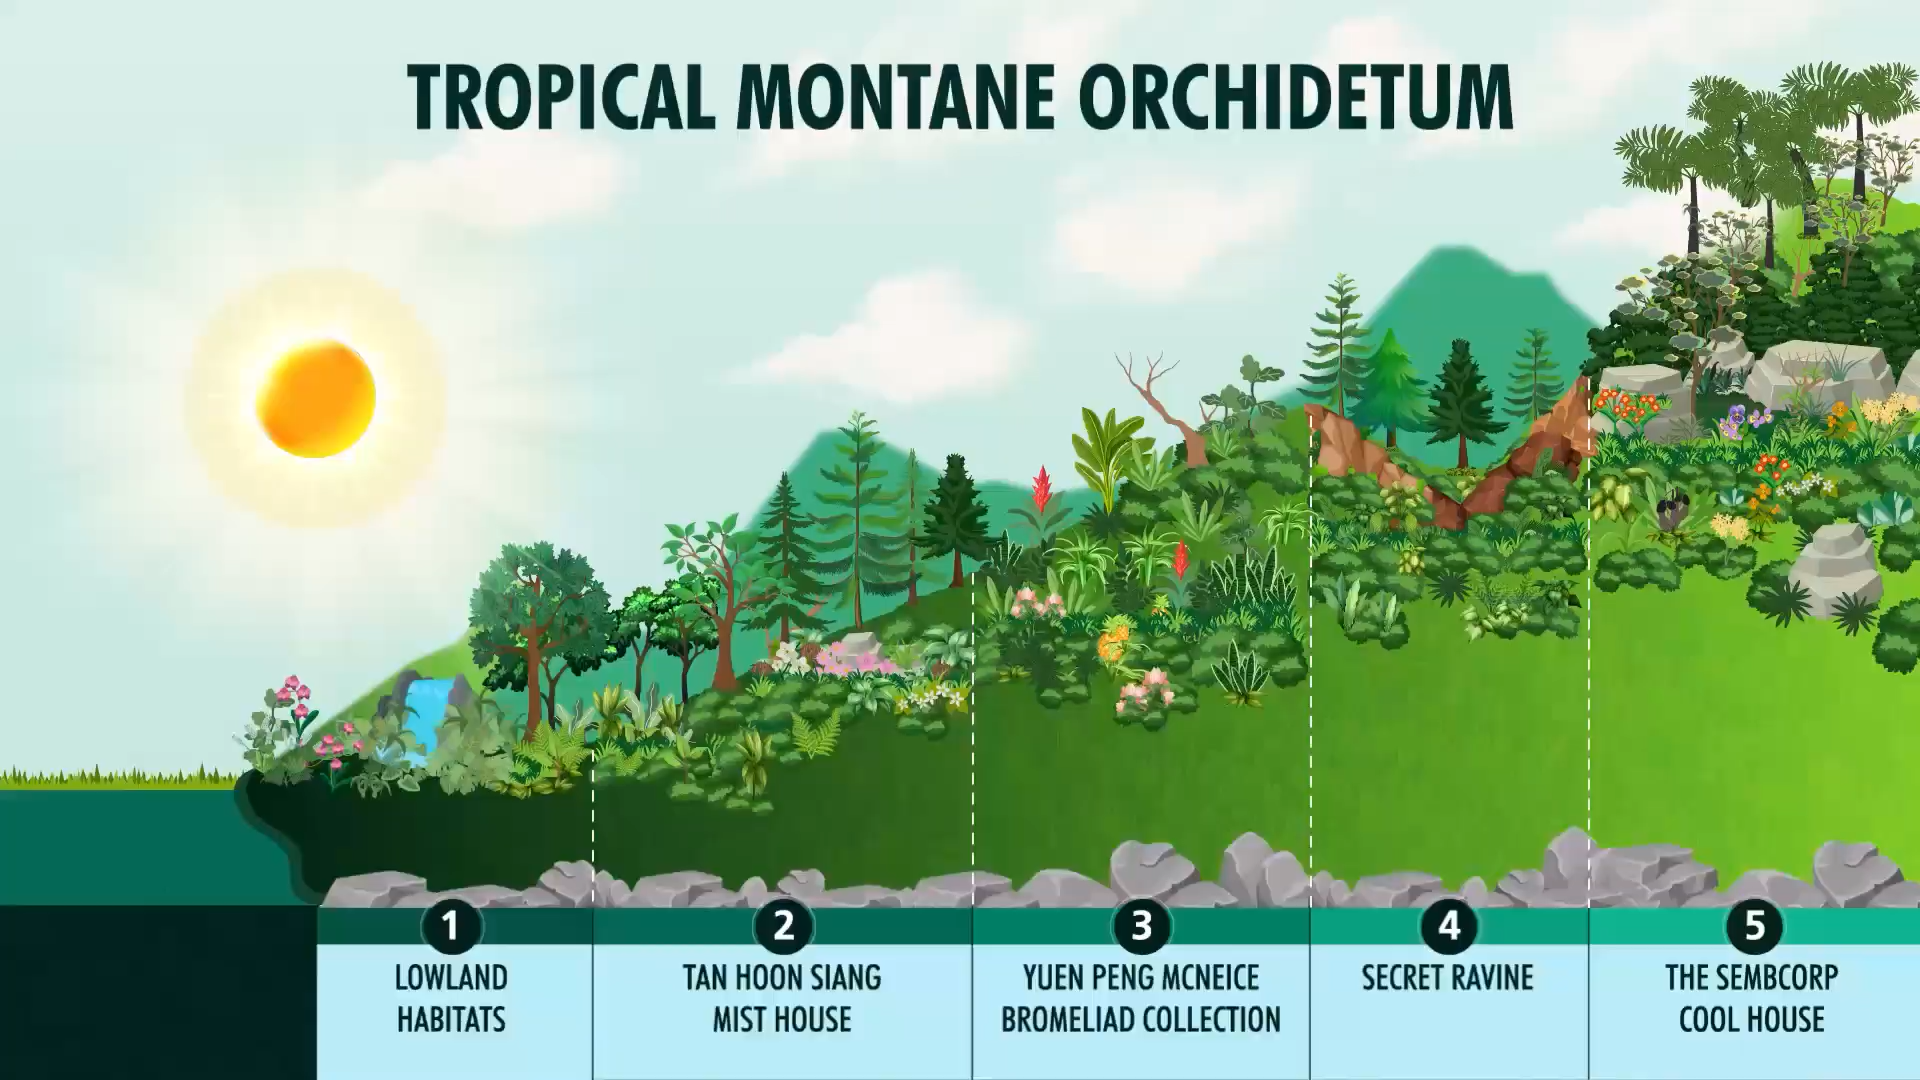 TROPICAL MONTANE ORCHIDETUM
1
LOWLAND
HABITATS
2
TAN HOON SIANG
MIST HOUSE
3
YUEN PENG MCNEICE
BROMELIAD COLLECTION
4
SECRET RAVINE
5
THE SEMBCORP
COOL HOUSE